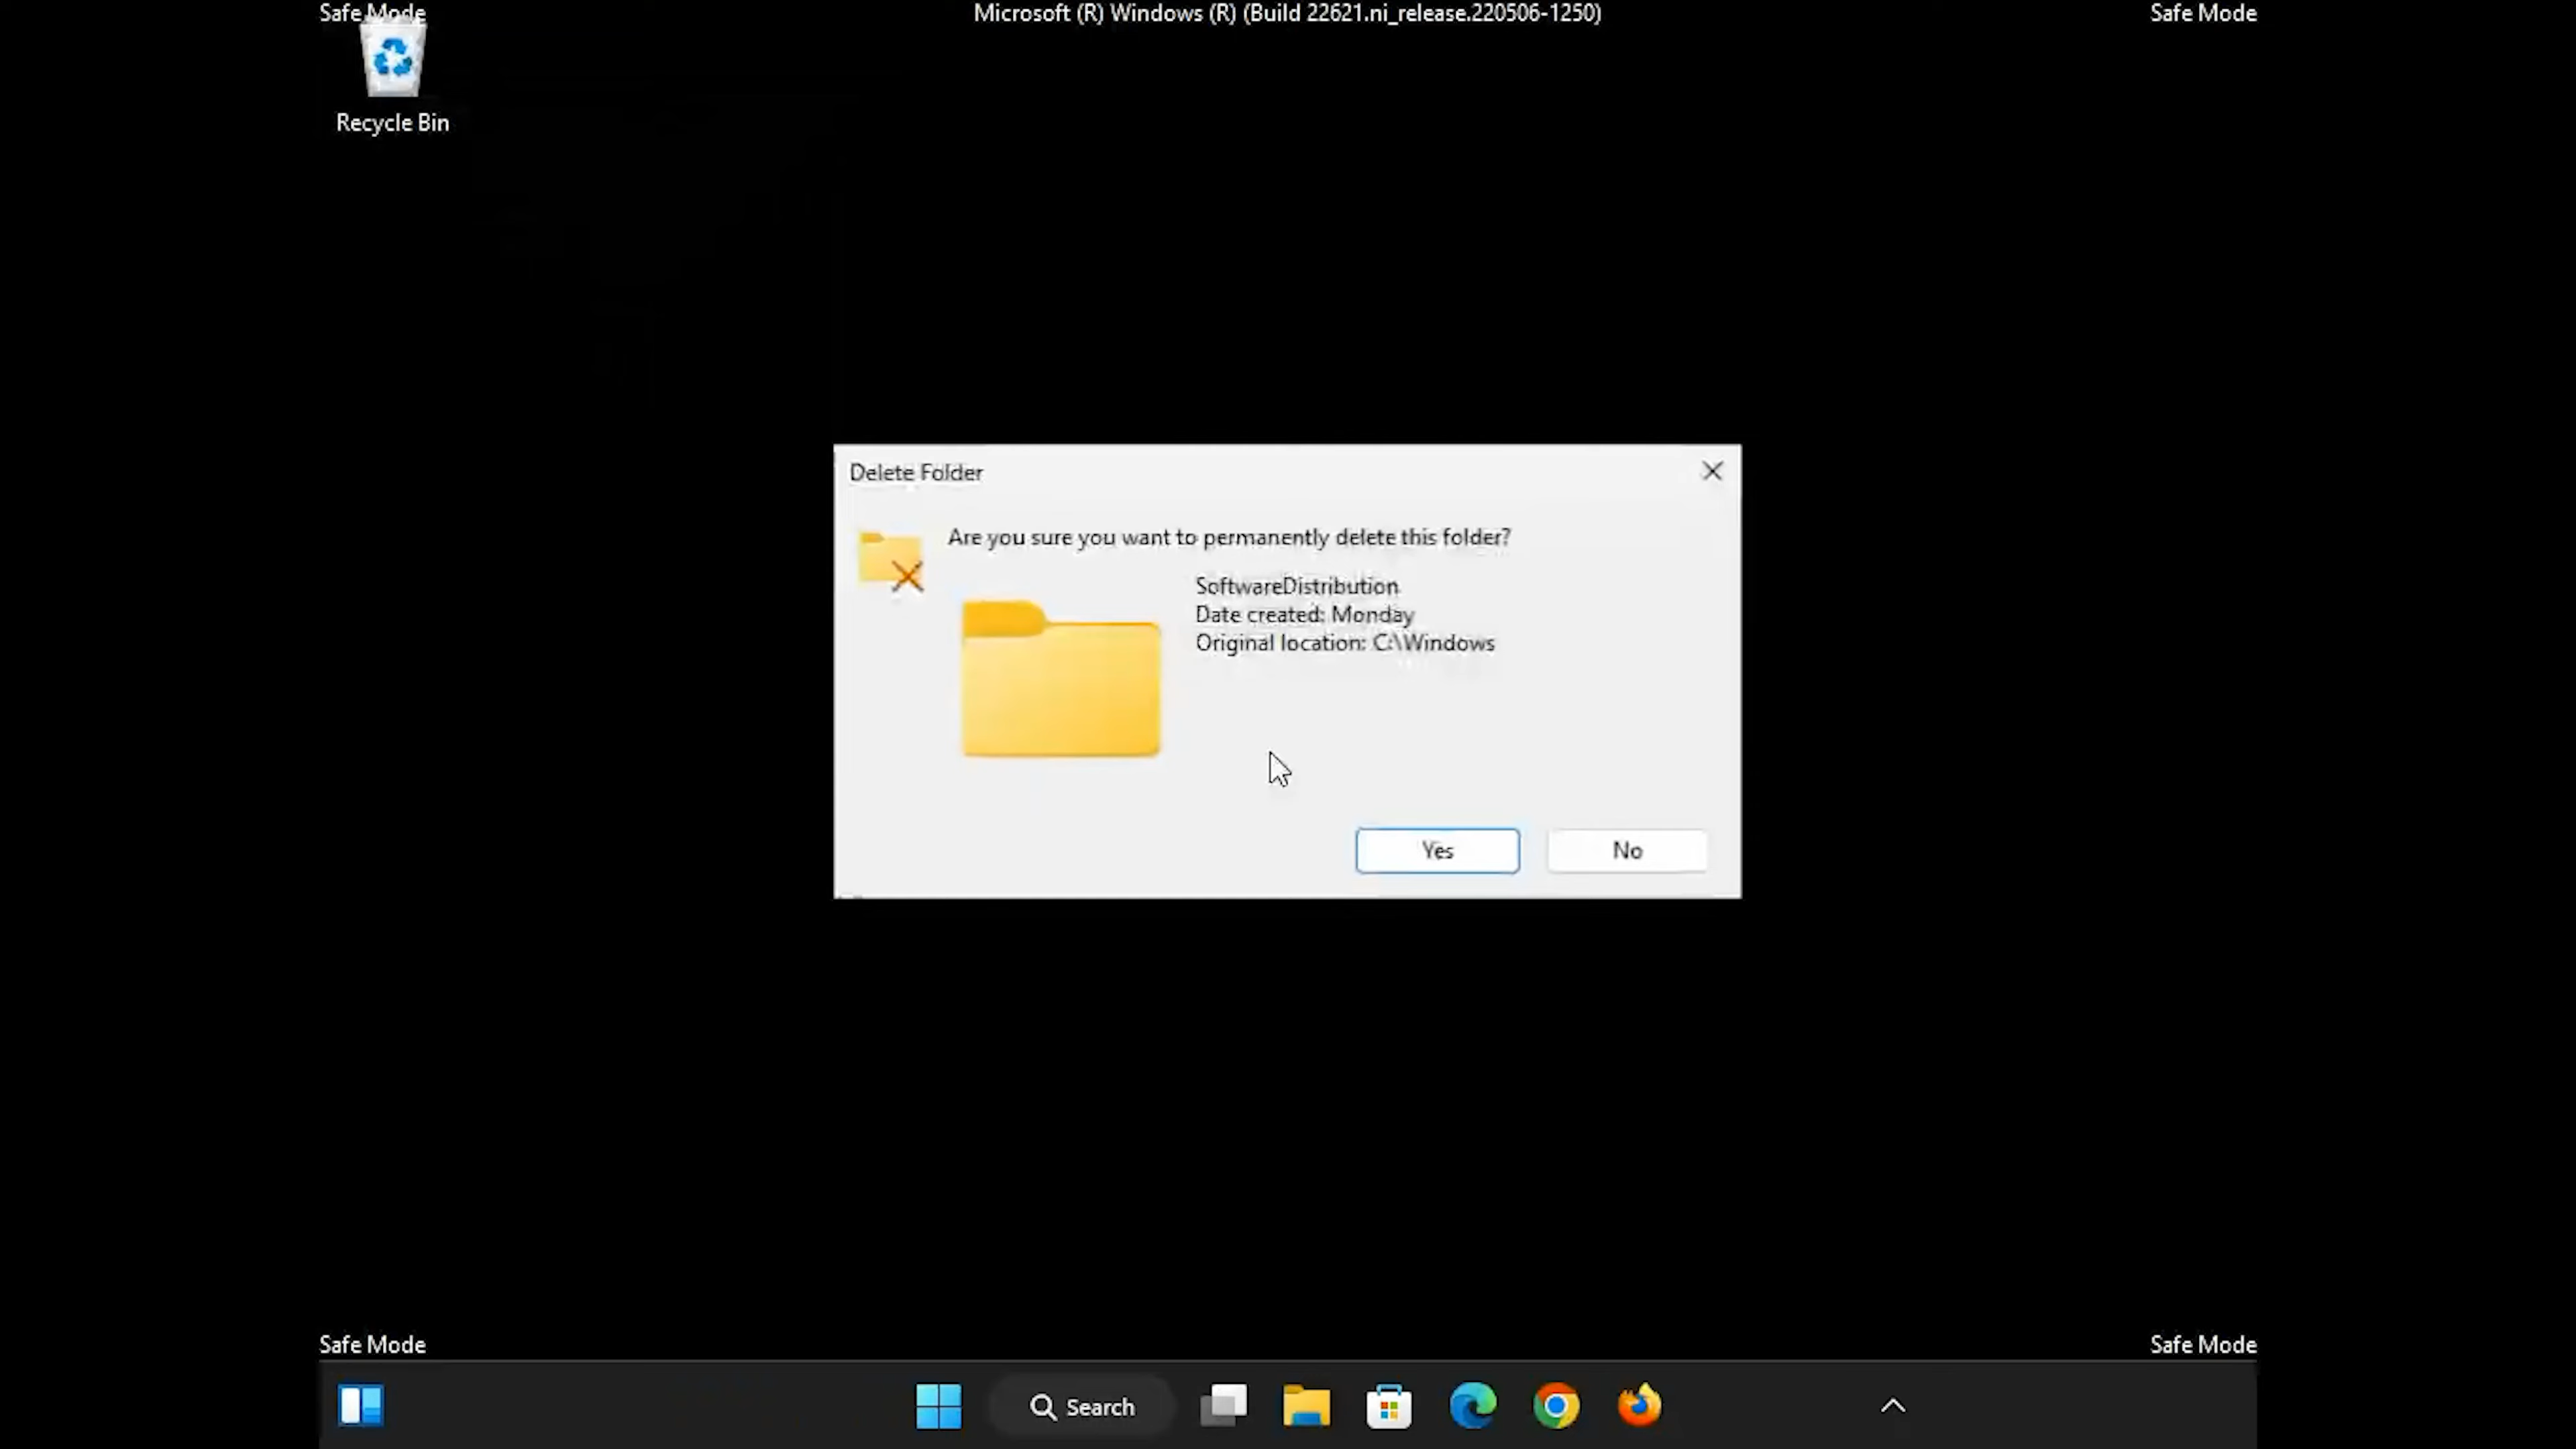 Safe Mode
Microsoft (R) Windows (R) (Build 22621.ni_release.220506-1250)
Safe Mode
Recycle Bin
Delete Folder
Are you sure you want to permanently delete this folder?
SoftwareDistribution
Date created: Monday
Original location: C:\Windows
Yes
No
Safe Mode
Safe Mode
Search